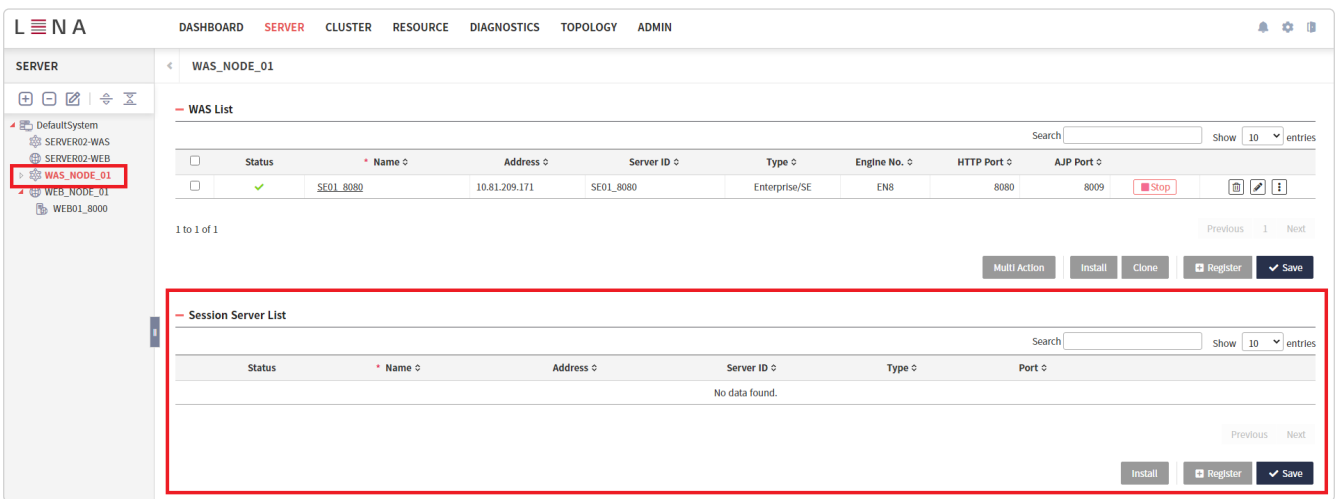 LENA
DASHBOARD SERVER CLUSTER RESOURCE DIAGNOSTICS TOPOLOGY ADMIN
SERVER
WAS_NODE_01
DefaultSystem
SERVER02-WAS
SERVER02-WEB
WAS_NODE_01
WEB_NODE_01
WEB01_8000
WAS List
Search Show 10 entries
Status * Name Address Server ID Type Engine No. HTTP Port AJP Port
SE01_8080 10.81.209.171 SE01_8080 Enterprise/SE EN8 8080 8009 Stop
1 to 1 of 1
Previous 1 Next
Multi Action Install Clone Register Save
Session Server List
Search Show 10 entries
Status * Name Address Server ID Type Port
No data found.
Previous Next
Install Register Save